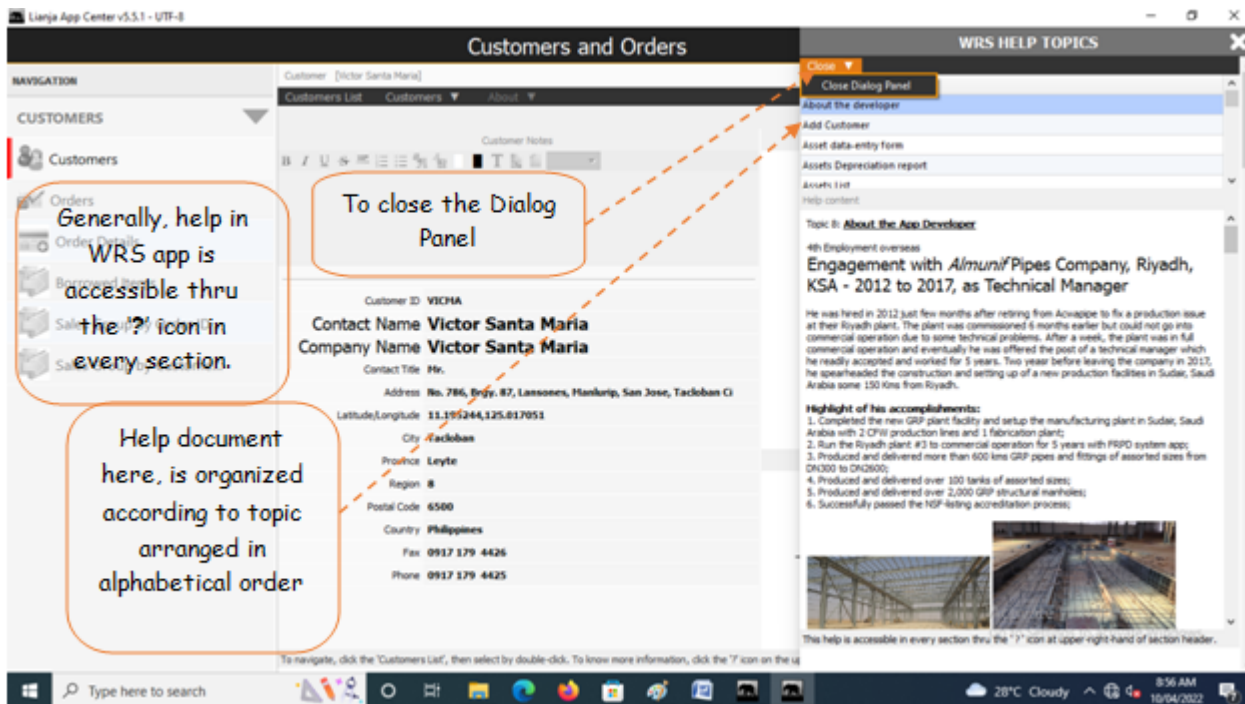 Lianja App Center v5.5.1 - UTF-8
Customers and Orders
WRS HELP TOPICS
NAVIGATION
CUSTOMERS
Customers
Orders
Order Details
Borrowed Items
Generally, help in
WRS app is
accessible thru
the '?' icon in
every section.
Help document
here, is organized
according to topic
arranged in
alphabetical order
Customer [Victor Santa Maria]
Customers List Customers ▼ About ▼
Customer Notes
To close the Dialog
Panel
Customer ID VICMA
Contact Name Victor Santa Maria
Company Name Victor Santa Maria
Contact Title Mr.
Address No. 786, Brgy. 87, Lansones, Manlurip, San Jose, Tacloban Ci
Latitude/Longitude 11.195244,125.017051
City Tacloban
Province Leyte
Region 8
Postal Code 6500
Country Philippines
Fax 0917 179 4426
Phone 0917 179 4425
To navigate, click the 'Customers List', then select by double-click. To know more information, click the '?' icon on the up
Close ▼
Close Dialog Panel
About the developer
Add Customer
Asset data-entry form
Assets Depreciation report
Assets List
Help content
Topic 8: About the App Developer
4th Employment overseas
Engagement with Almunif Pipes Company, Riyadh,
KSA - 2012 to 2017, as Technical Manager
He was hired in 2012 just few months after retiring from Acwapipe to fix a production issue
at their Riyadh plant. The plant was commissioned 6 months earlier but could not go into
commercial operation due to some technical problems. After a week, the plant was in full
commercial operation and eventually he was offered the post of a technical manager which
he readily accepted and worked for 5 years. Two yesar before leaving the company in 2017,
he spearheaded the construction and setting up of a new production facilities in Sudair, Saudi
Arabia some 150 Kms from Riyadh.
Highlight of his accomplishments:
1. Completed the new GRP plant facility and setup the manufacturing plant in Sudair, Saudi
Arabia with 2 CFW production lines and 1 fabrication plant;
2. Run the Riyadh plant #3 to commercial operation for 5 years with FRPD system app;
3. Produced and delivered more than 600 kms GRP pipes and fittings of assorted sizes from
DN300 to DN2600;
4. Produced and delivered over 100 tanks of assorted sizes;
5. Produced and delivered over 2,000 GRP structural manholes;
6. Successfully passed the NSF-listing accreditation process;
This help is accessible in every section thru the "?" icon at upper-right-hand of section header.
Type here to search
28°C Cloudy
8:56 AM
10/04/2022